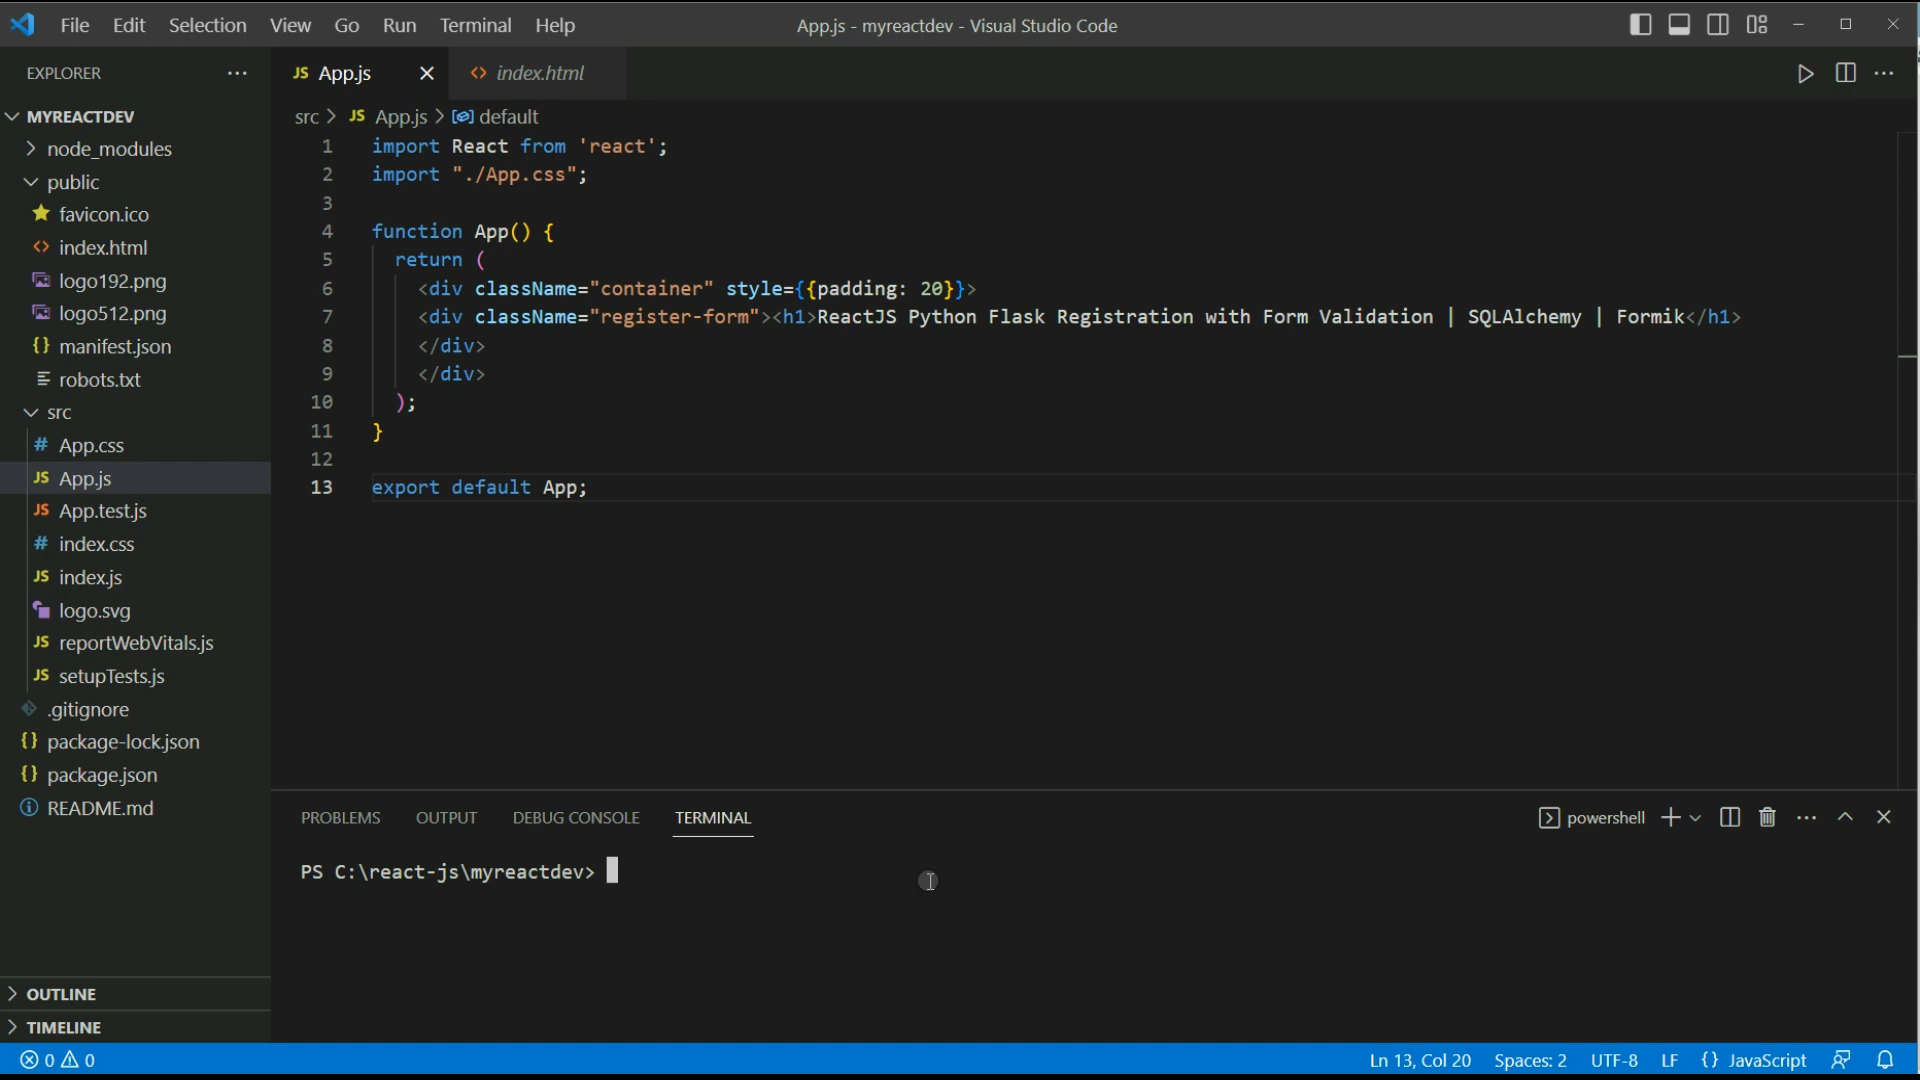 File Edit Selection View Go Run Terminal Help App.js - myreactdev - Visual Studio Code
EXPLORER ···
JS App.js
<> index.html
MYREACTDEV
node_modules
public
favicon.ico
<> index.html
logo192.png
logo512.png
{} manifest.json
robots.txt
src
# App.css
JS App.js
JS App.test.js
# index.css
JS index.js
logo.svg
JS reportWebVitals.js
JS setupTests.js
.gitignore
{} package-lock.json
{} package.json
README.md
OUTLINE
TIMELINE
src > JS App.js > default
1 import React from 'react';
2 import "./App.css";
3
4 function App() {
5 return (
6 <div className="container" style={{padding: 20}}>
7 <div className="register-form"><h1>ReactJS Python Flask Registration with Form Validation | SQLAlchemy | Formik</h1>
8 </div>
9 </div>
10 );
11 }
12
13 export default App;
PROBLEMS OUTPUT DEBUG CONSOLE TERMINAL powershell
PS C:\react-js\myreactdev>
0 0 Ln 13, Col 20 Spaces: 2 UTF-8 LF {} JavaScript